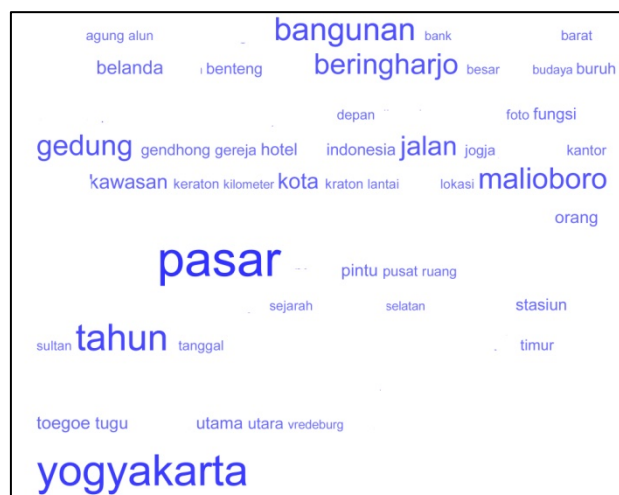 agung alun bangunan bank barat
belanda benteng beringharjo besar budaya buruh
depan foto fungsi
gedung gendhong gereja hotel indonesia jalan jogja kantor
kawasan keraton kilometer kota kraton lantai lokasi malioboro
orang
pasar pintu pusat ruang
sejarah selatan stasiun
sultan tahun tanggal timur
toegoe tugu utama utara vredeburg
yogyakarta